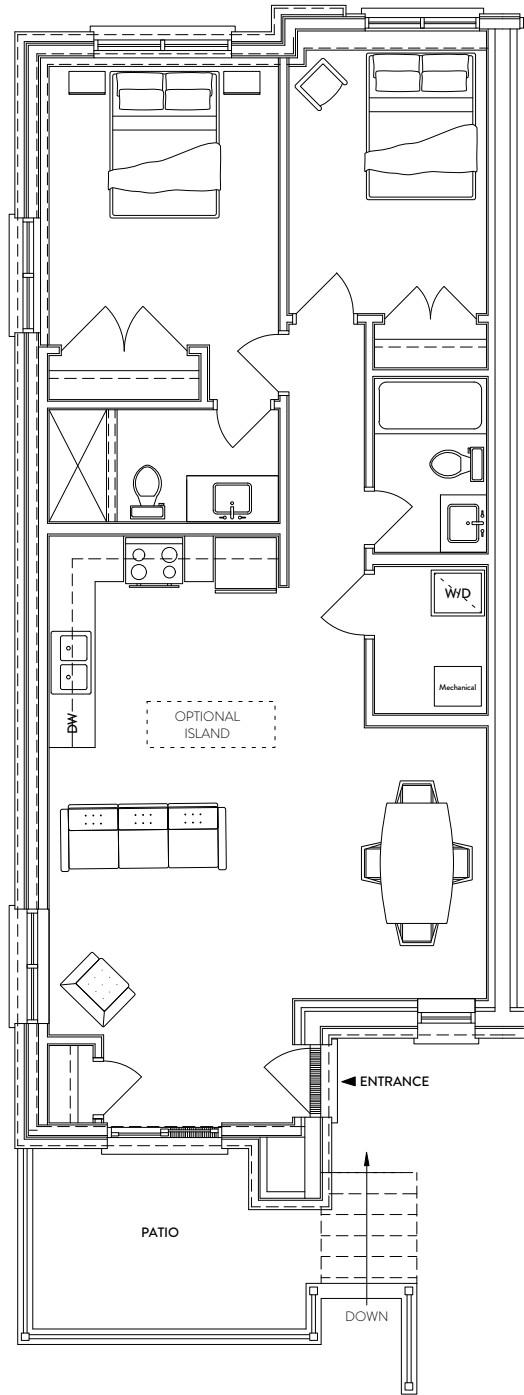 W/D
Mechanical
DW
OPTIONAL
ISLAND
ENTRANCE
PATIO
DOWN